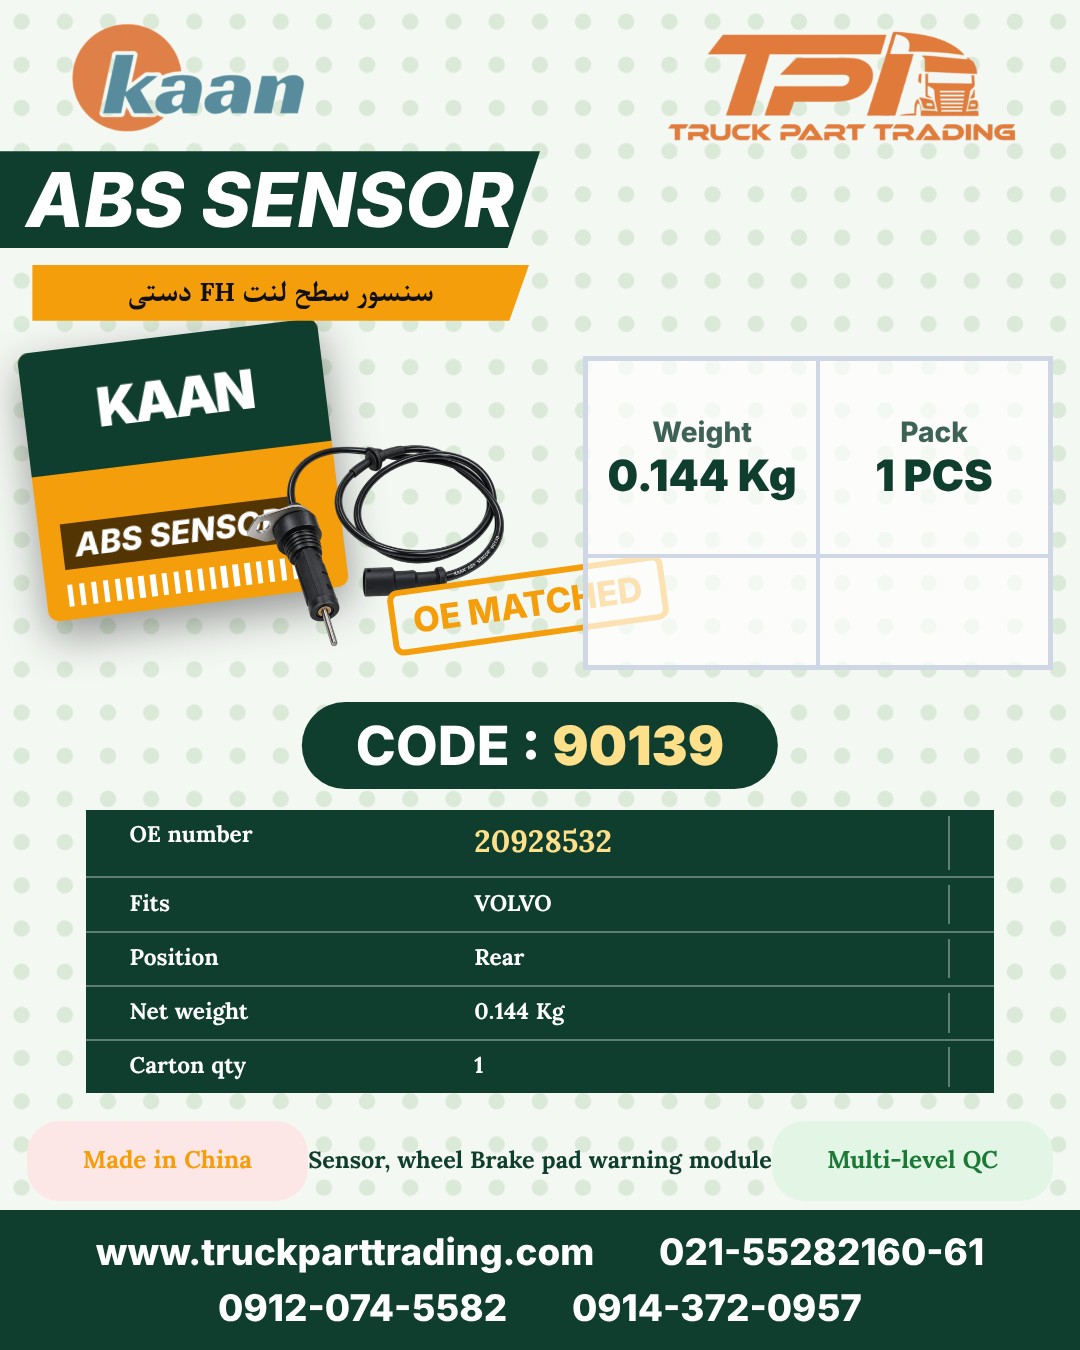 kaan
TPI
TRUCK PART TRADING
ABS SENSOR
سنسور سطح لنت FH دستی
KAAN
ABS SENSOR
OE MATCHED
Weight
0.144 Kg
Pack
1 PCS
CODE : 90139
OE number 20928532
Fits VOLVO
Position Rear
Net weight 0.144 Kg
Carton qty 1
Made in China
Sensor, wheel Brake pad warning module
Multi-level QC
www.truckparttrading.com 021-55282160-61
0912-074-5582 0914-372-0957